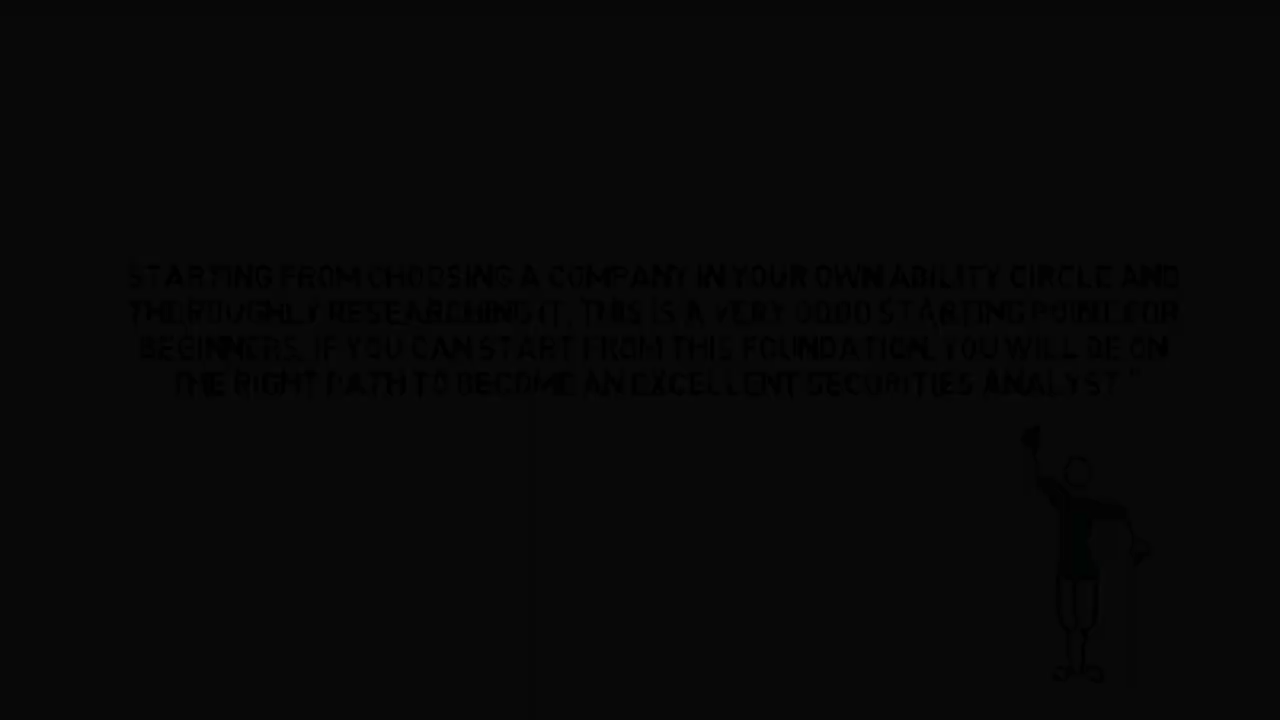 STARTING FROM CHOOSING A COMPANY IN YOUR OWN ABILITY CIRCLE AND
THOROUGHLY RESEARCHING IT, THIS IS A VERY GOOD STARTING POINT FOR
BEGINNERS, IF YOU CAN START FROM THIS FOUNDATION, YOU WILL BE ON
THE RIGHT PATH TO BECOME AN EXCELLENT SECURITIES ANALYST "